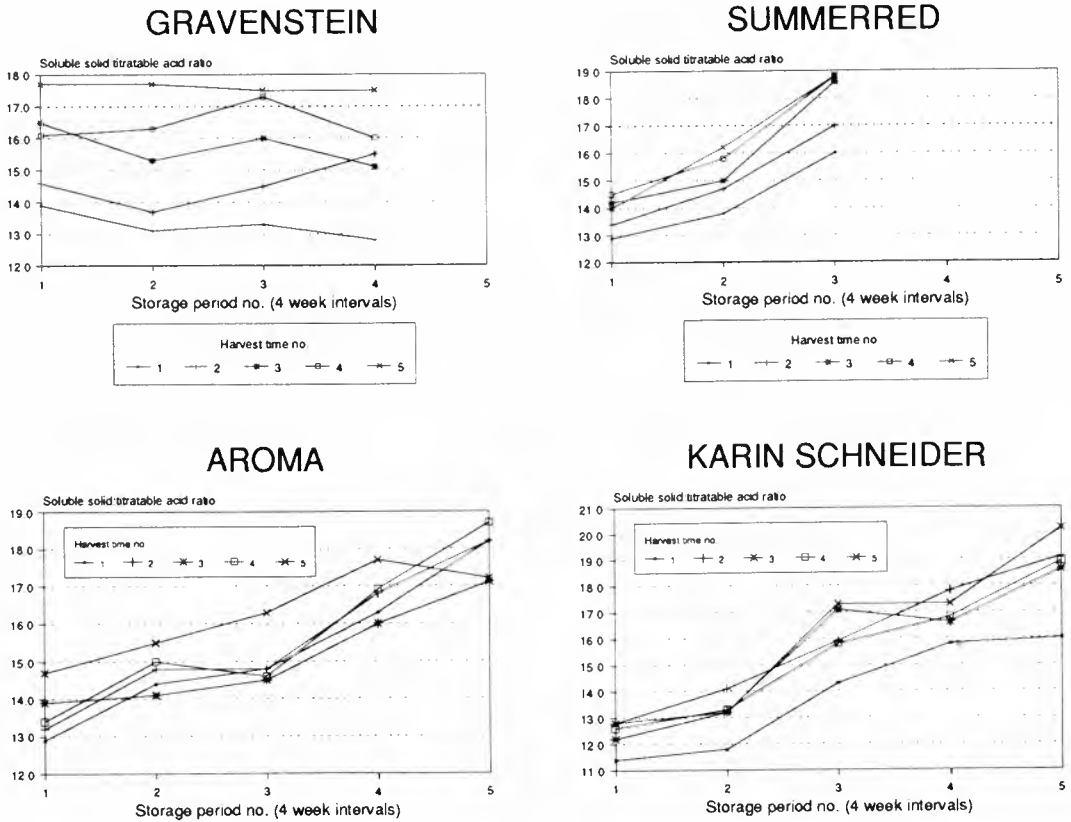 GRAVENSTEIN
Soluble solid titratable acid ratio
18 0
17.0
16.0
15.0
14.0
13.0
12 0
1 2 3 4 5
Storage period no. (4 week intervals)
Harvest time no.
1 2 3 4 5
SUMMERRED
Soluble solid titratable acid ratio
19 0
18 0
17 0
16 0
15 0
14 0
13 0
12 0
1 2 3 4 5
Storage period no. (4 week intervals)
Harvest time no
1 2 3 4 5
AROMA
Soluble solid:titratable acid ratio
19.0
18.0
17.0
16.0
15.0
14.0
13.0
12 0
Harvest time no.
1 2 3 4 5
1 2 3 4 5
Storage period no. (4 week intervals)
KARIN SCHNEIDER
Soluble solid titratable acid ratio
21 0
20.0
19.0
18.0
17.0
16.0
15.0
14.0
13.0
12.0
11 0
Harvest time no.
1 2 3 4 5
1 2 3 4 5
Storage period no. (4 week intervals)